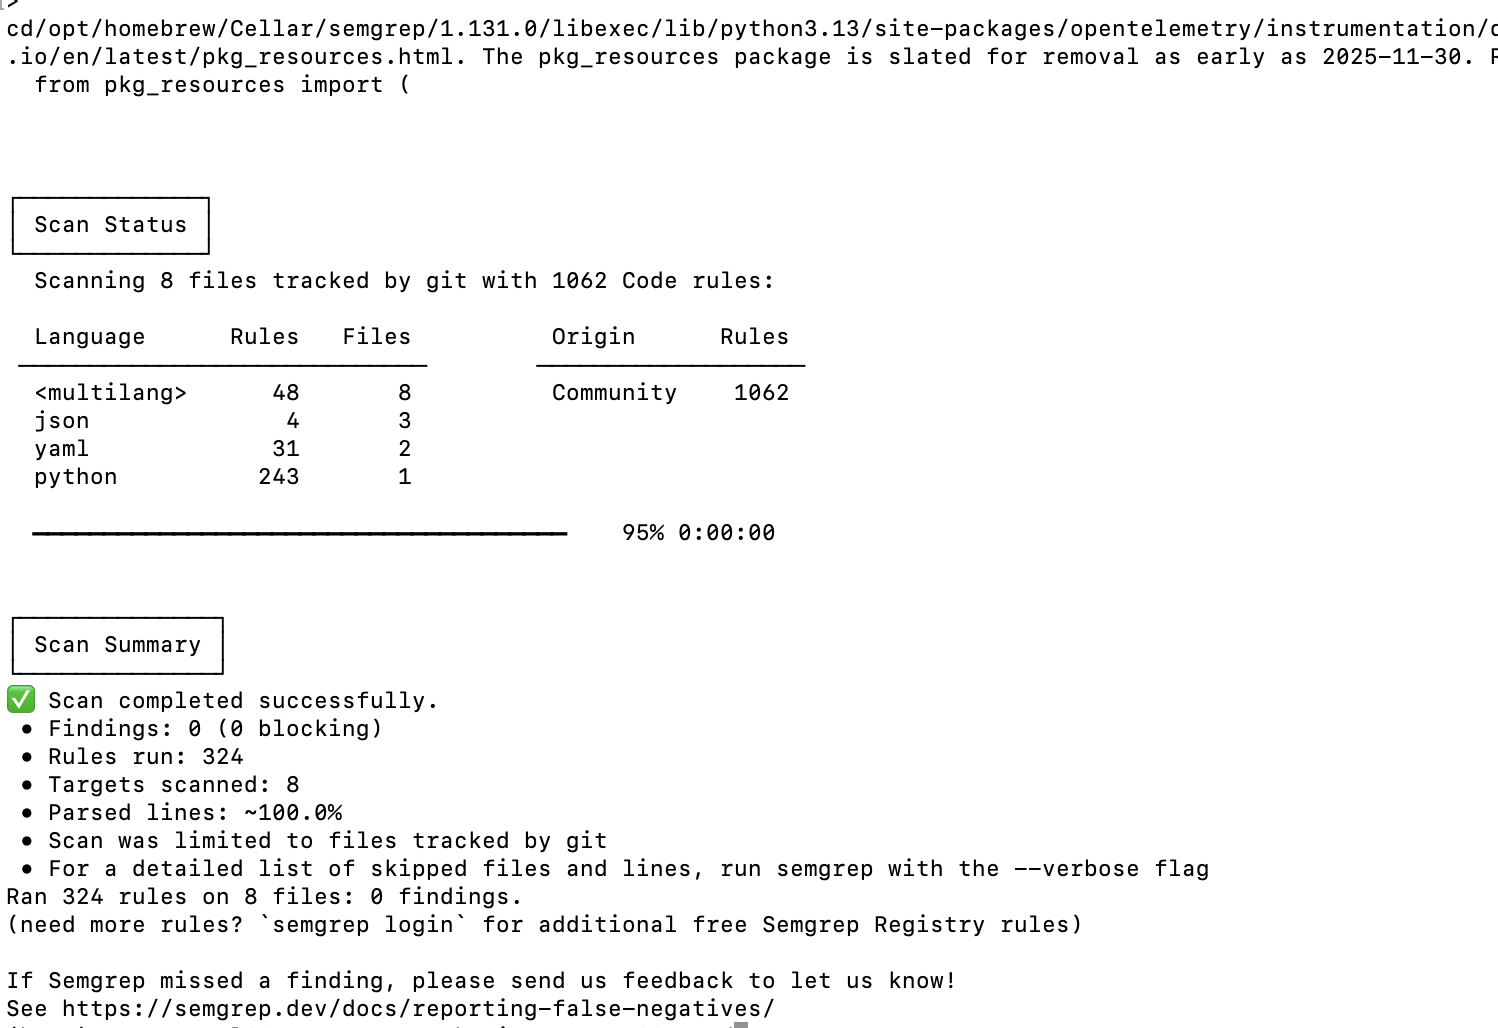 >
cd/opt/homebrew/Cellar/semgrep/1.131.0/libexec/lib/python3.13/site-packages/opentelemetry/instrumentation/
.io/en/latest/pkg_resources.html. The pkg_resources package is slated for removal as early as 2025-11-30.
from pkg_resources import (
Scan Status
Scanning 8 files tracked by git with 1062 Code rules:
Language Rules Files Origin Rules
<multilang> 48 8 Community 1062
json 4 3
yaml 31 2
python 243 1
95% 0:00:00
Scan Summary
✅ Scan completed successfully.
• Findings: 0 (0 blocking)
• Rules run: 324
• Targets scanned: 8
• Parsed lines: ~100.0%
• Scan was limited to files tracked by git
• For a detailed list of skipped files and lines, run semgrep with the --verbose flag
Ran 324 rules on 8 files: 0 findings.
(need more rules? `semgrep login` for additional free Semgrep Registry rules)
If Semgrep missed a finding, please send us feedback to let us know!
See https://semgrep.dev/docs/reporting-false-negatives/